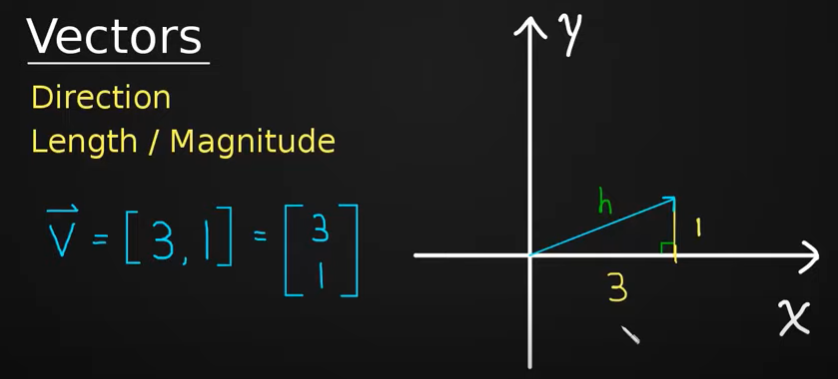 Vectors
Direction
Length / Magnitude
V⃗ = [3, 1] = [3
1]
y
h
1
3
x